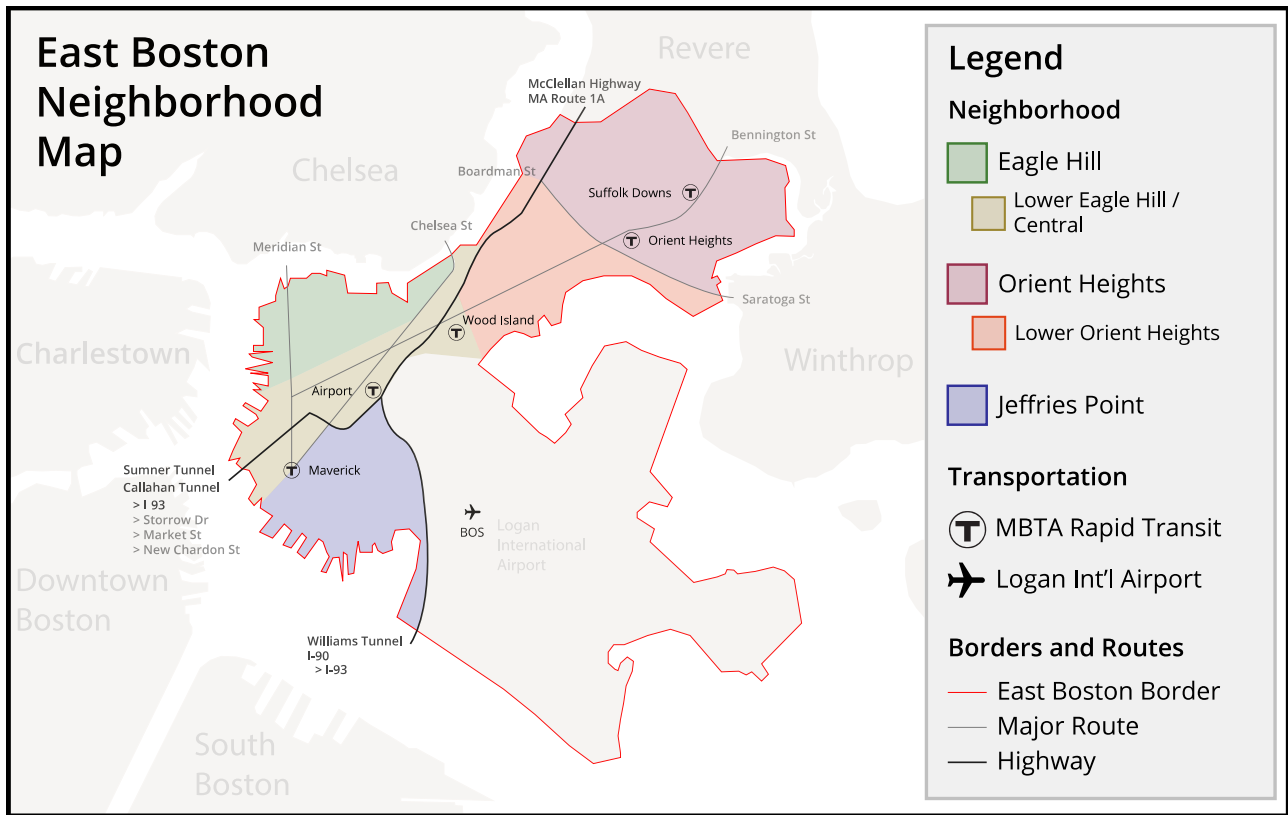 East Boston
Neighborhood
Map
Revere
McClellan Highway
MA Route 1A
Bennington St
Chelsea
Boardman St
Suffolk Downs
T
Chelsea St
Orient Heights
T
Meridian St
Saratoga St
Wood Island
T
Charlestown
Winthrop
Airport
T
Sumner Tunnel
Callahan Tunnel
> I 93
> Storrow Dr
> Market St
> New Chardon St
T
Maverick
BOS
Logan
International
Airport
Downtown
Boston
Williams Tunnel
I-90
> I-93
South
Boston
Legend
Neighborhood
Eagle Hill
Lower Eagle Hill /
Central
Orient Heights
Lower Orient Heights
Jeffries Point
Transportation
T MBTA Rapid Transit
Logan Int'l Airport
Borders and Routes
East Boston Border
Major Route
Highway